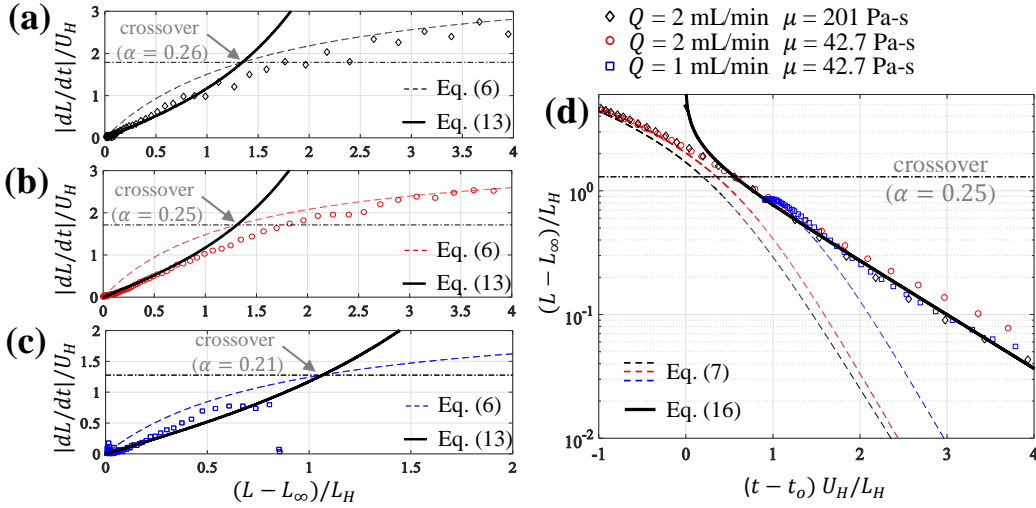 Q = 2 mL/min μ = 201 Pa-s
Q = 2 mL/min μ = 42.7 Pa-s
Q = 1 mL/min μ = 42.7 Pa-s
(a)
|dL/dt|/U_H
3
2
1
0
crossover
(α = 0.26)
Eq. (6)
Eq. (13)
0 0.5 1 1.5 2 2.5 3 3.5 4
(b)
|dL/dt|/U_H
3
2
1
0
crossover
(α = 0.25)
Eq. (6)
Eq. (13)
0 0.5 1 1.5 2 2.5 3 3.5 4
(c)
|dL/dt|/U_H
2
1.5
1
0.5
0
crossover
(α = 0.21)
Eq. (6)
Eq. (13)
0 0.5 1 1.5 2
(L − L_∞)/L_H
(d)
(L − L_∞)/L_H
10^0
10^-1
10^-2
crossover
(α = 0.25)
Eq. (7)
Eq. (16)
-1 0 1 2 3 4
(t − t_o) U_H/L_H